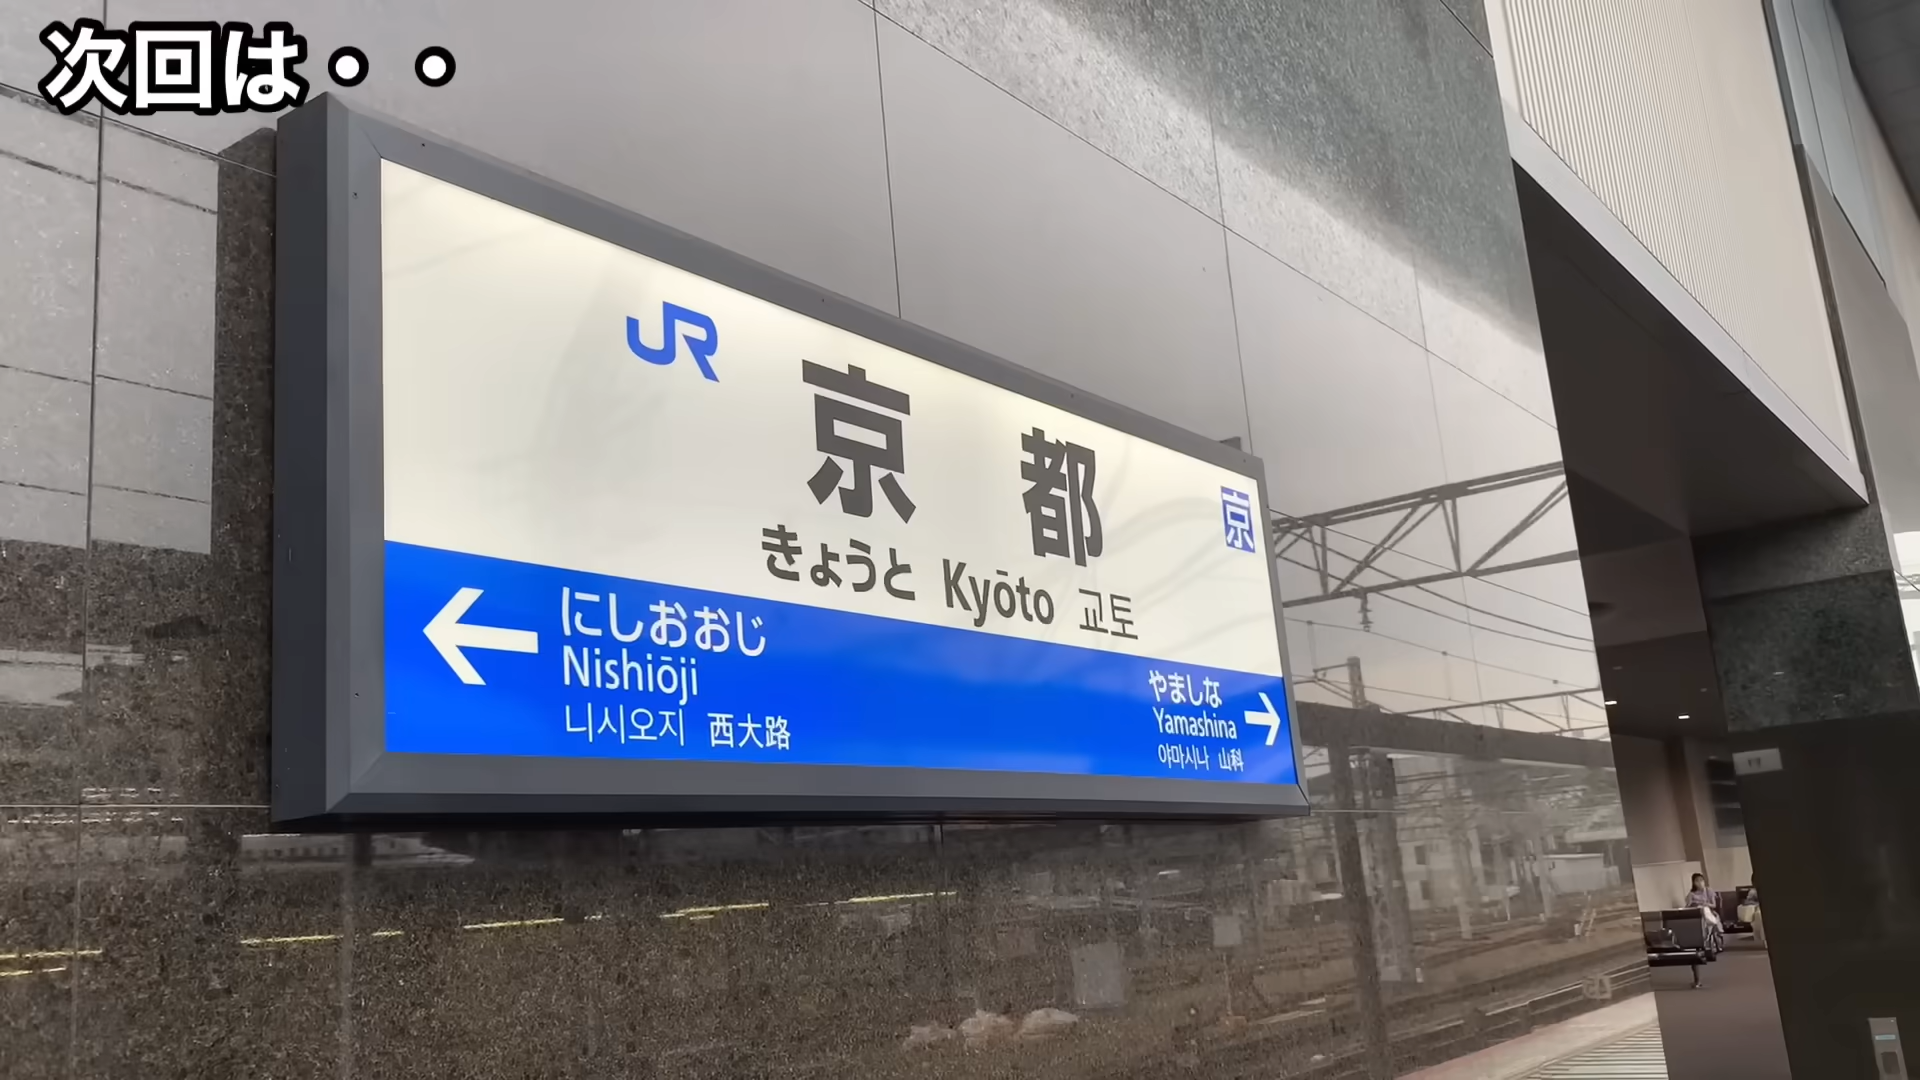 次回は・・
JR
京都
京
きょうと Kyōto 교토
にしおおじ
Nishiōji
니시오지 西大路
やましな
Yamashina
야마시나 山科